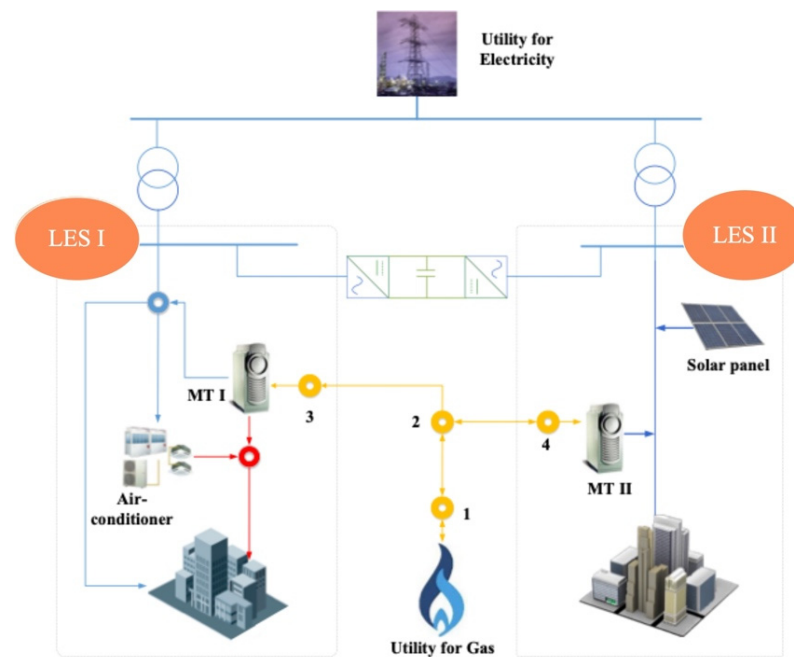 Utility for
Electricity
LES I
LES II
Solar panel
MT I
3
2
4
MT II
Air-
conditioner
1
Utility for Gas